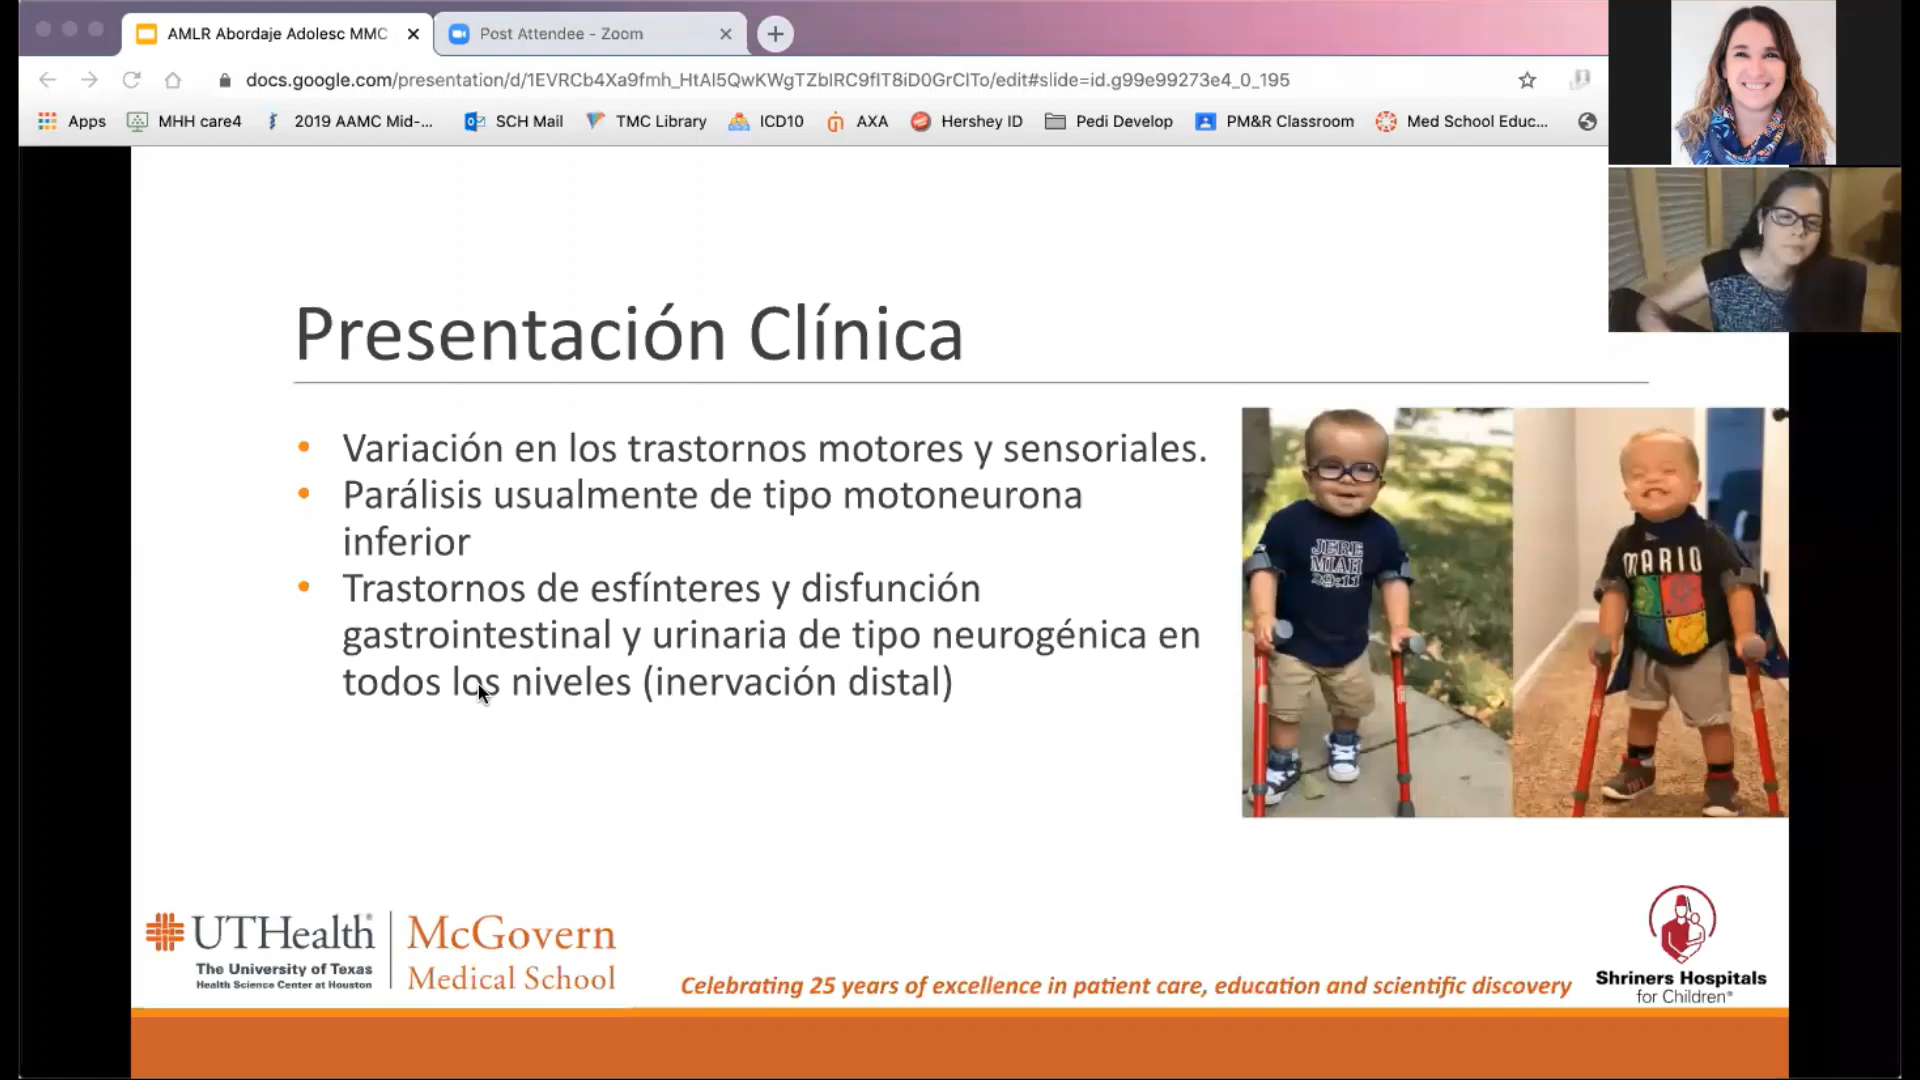 AMLR Abordaje Adolesc MMC
Post Attendee - Zoom
docs.google.com/presentation/d/1EVRCb4Xa9fmh_HtAl5QwKWgTZbIRC9fIT8iD0GrCITo/edit#slide=id.g99e99273e4_0_195
Apps MHH care4 2019 AAMC Mid-... SCH Mail TMC Library ICD10 AXA Hershey ID Pedi Develop PM&R Classroom Med School Educ...
Presentación Clínica
• Variación en los trastornos motores y sensoriales.
• Parálisis usualmente de tipo motoneurona
inferior
• Trastornos de esfínteres y disfunción
gastrointestinal y urinaria de tipo neurogénica en
todos los niveles (inervación distal)
JERE
MIAH
29:11
MARIO
UTHealth®
The University of Texas
Health Science Center at Houston
McGovern
Medical School
Celebrating 25 years of excellence in patient care, education and scientific discovery
Shriners Hospitals
for Children®